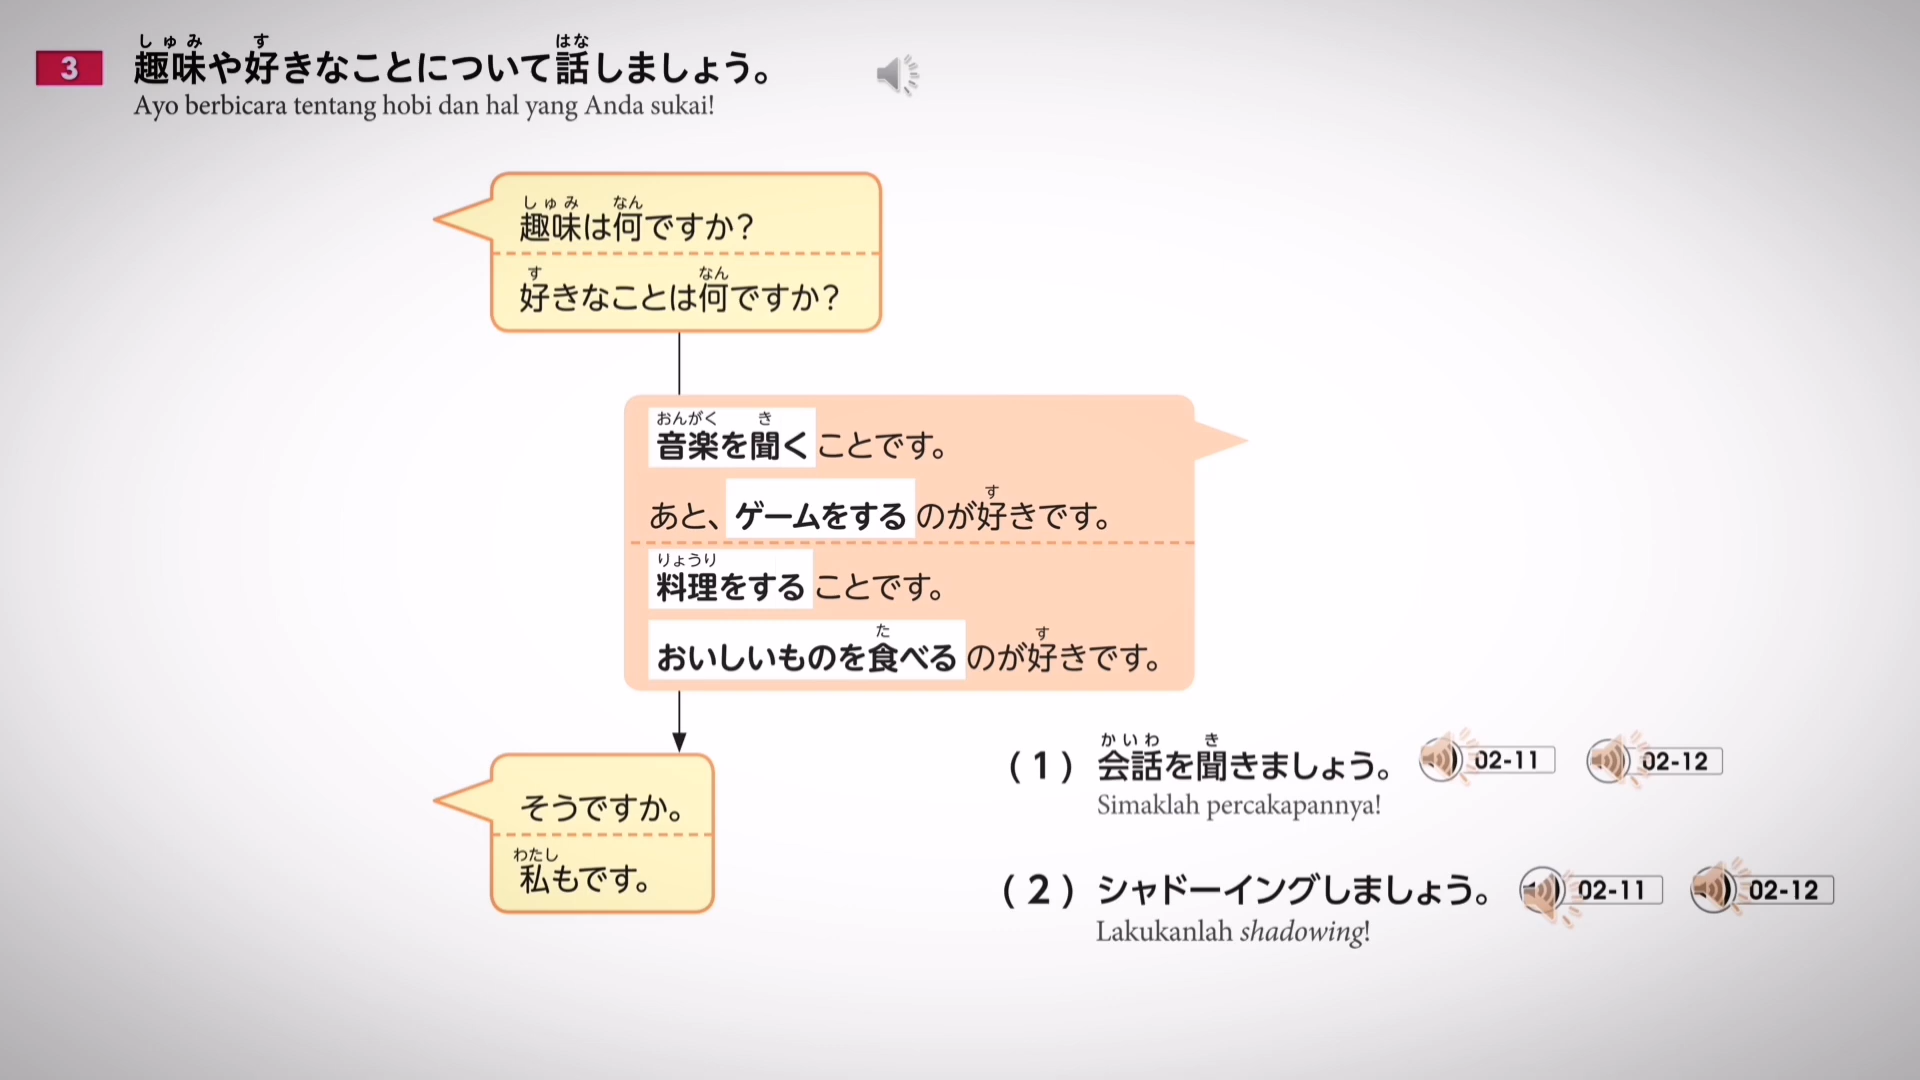 3
しゅみ す はな
趣味や好きなことについて話しましょう。
Ayo berbicara tentang hobi dan hal yang Anda sukai!
しゅみ なん
趣味は何ですか?
す なん
好きなことは何ですか?
おんがく き
音楽を聞くことです。
す
あと、ゲームをするのが好きです。
りょうり
料理をすることです。
た す
おいしいものを食べるのが好きです。
そうですか。
わたし
私もです。
かいわ き
(1) 会話を聞きましょう。 02-11 02-12
Simaklah percakapannya!
(2) シャドーイングしましょう。 02-11 02-12
Lakukanlah shadowing!